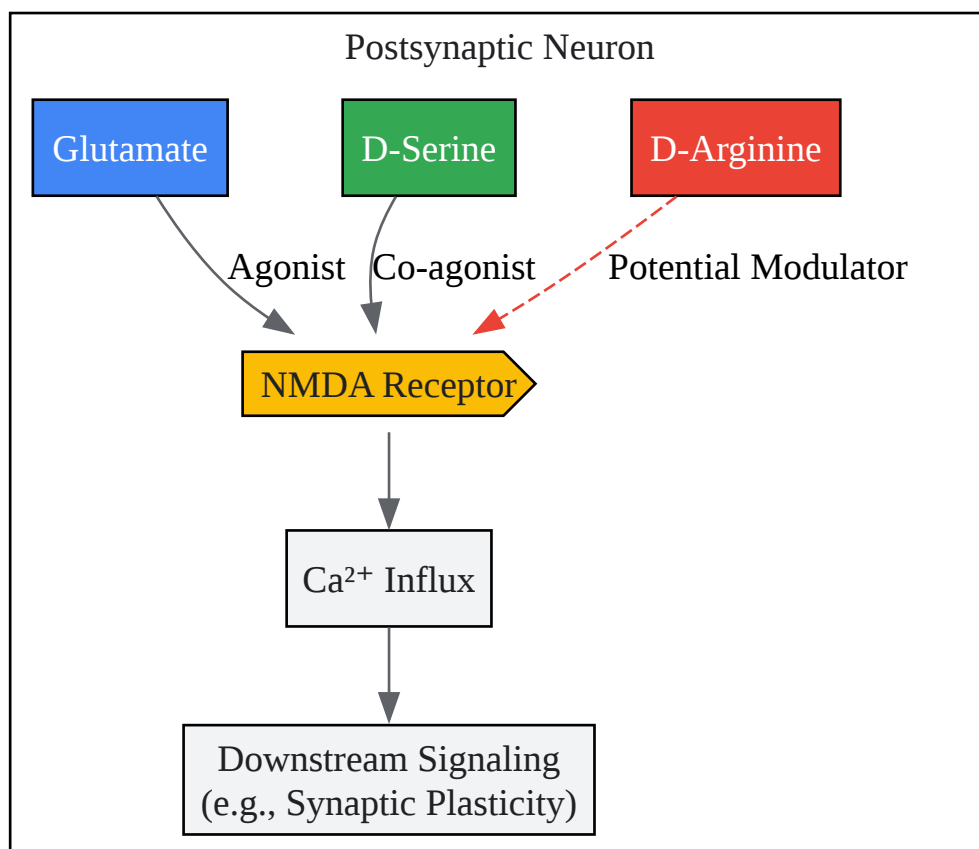 Postsynaptic Neuron
Glutamate
D-Serine
D-Arginine
Agonist
Co-agonist
Potential Modulator
NMDA Receptor
Ca²⁺ Influx
Downstream Signaling
(e.g., Synaptic Plasticity)